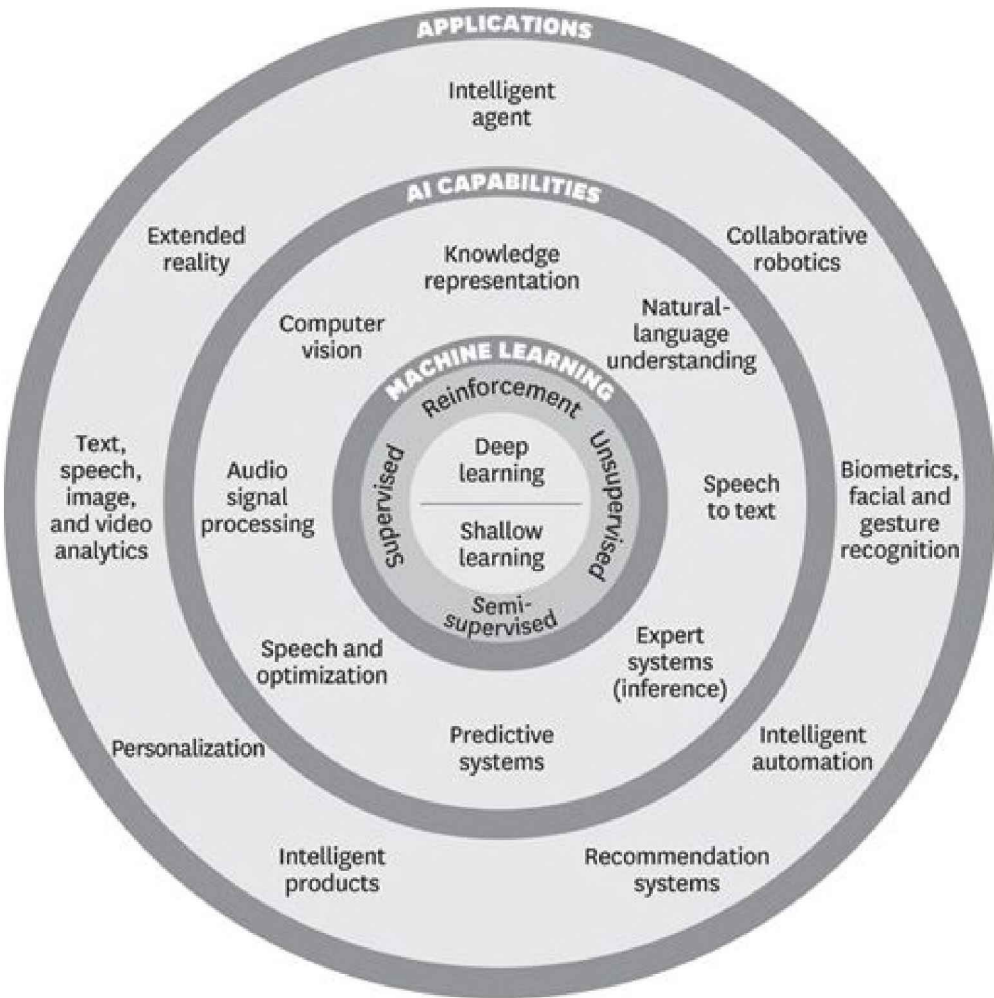 APPLICATIONS
Intelligent
agent
Extended
reality
Collaborative
robotics
Text,
speech,
image,
and video
analytics
Biometrics,
facial and
gesture
recognition
Personalization
Intelligent
automation
Intelligent
products
Recommendation
systems
AI CAPABILITIES
Knowledge
representation
Computer
vision
Natural-
language
understanding
Audio
signal
processing
Speech
to text
Speech and
optimization
Expert
systems
(inference)
Predictive
systems
MACHINE LEARNING
Reinforcement
Supervised
Unsupervised
Semi-
supervised
Deep
learning
Shallow
learning